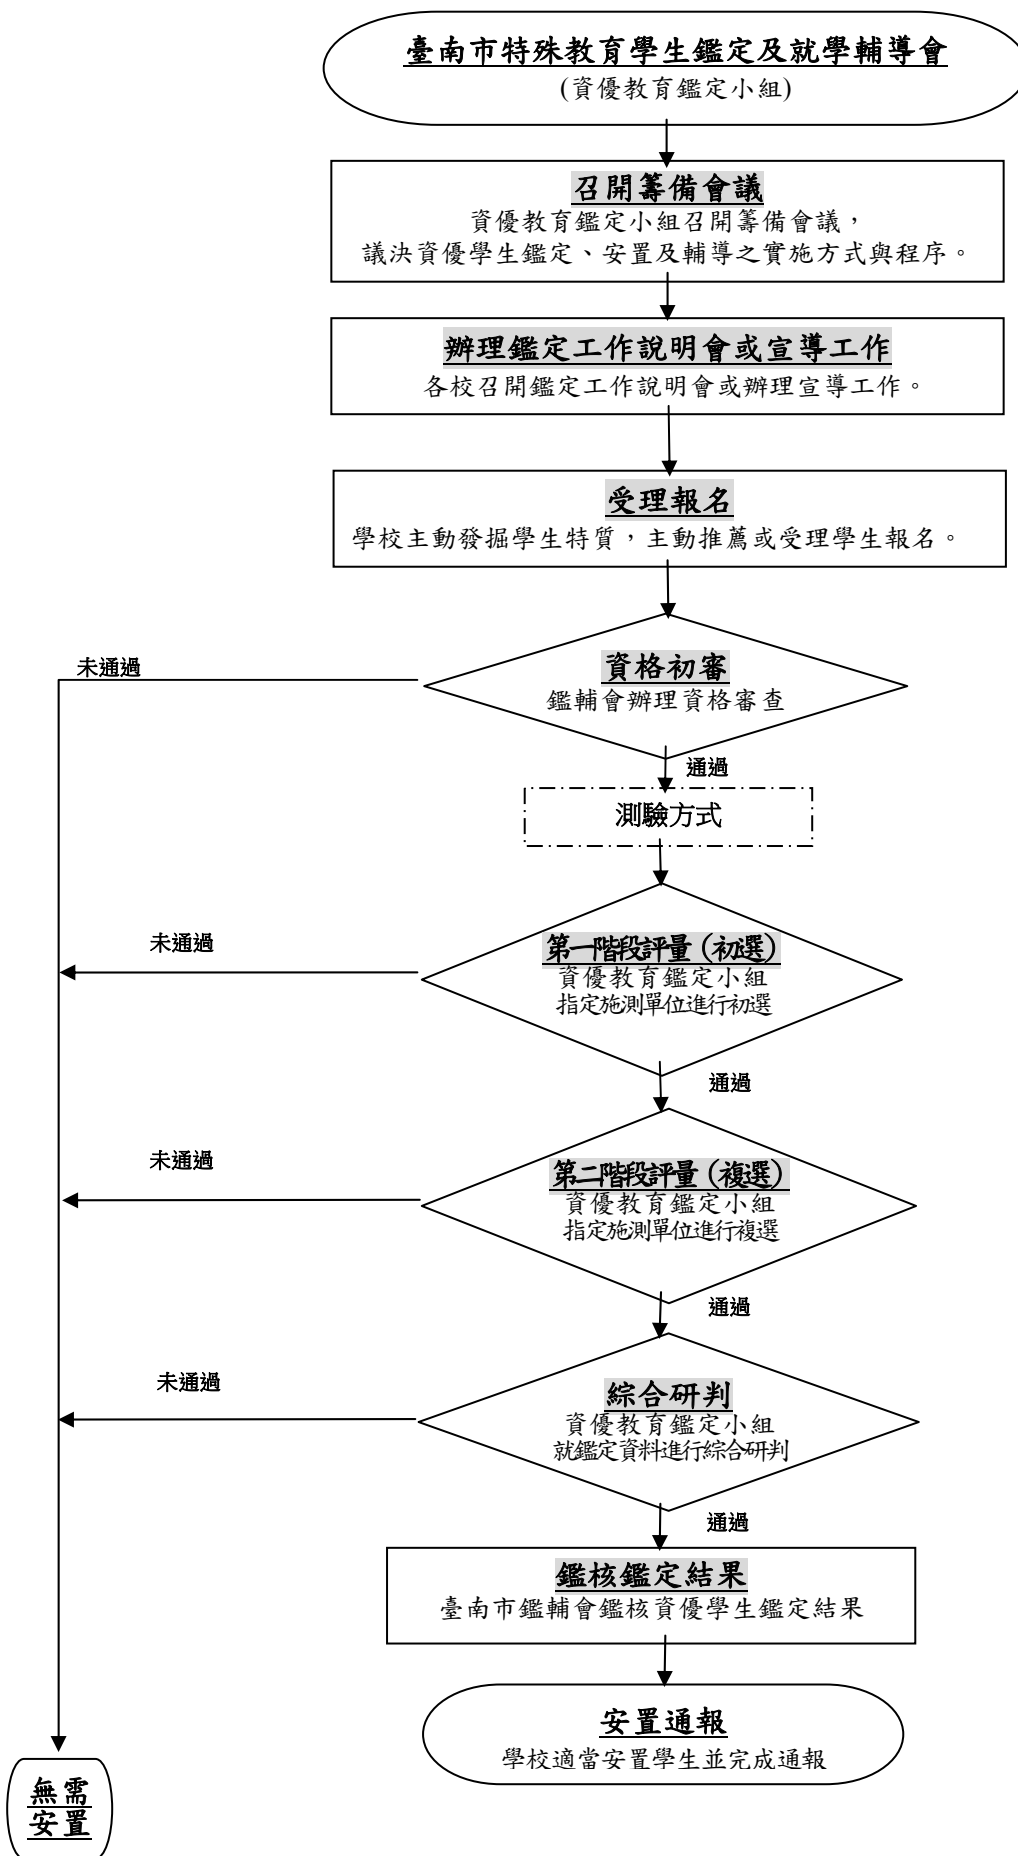 臺南市特殊教育學生鑑定及就學輔導會
(資優教育鑑定小組)
召開籌備會議
資優教育鑑定小組召開籌備會議，
議決資優學生鑑定、安置及輔導之實施方式與程序。
辦理鑑定工作說明會或宣導工作
各校召開鑑定工作說明會或辦理宣導工作。
受理報名
學校主動發掘學生特質，主動推薦或受理學生報名。
未通過
資格初審
鑑輔會辦理資格審查
通過
測驗方式
未通過
第一階段評量（初選）
資優教育鑑定小組
指定施測單位進行初選
通過
未通過
第二階段評量（複選）
資優教育鑑定小組
指定施測單位進行複選
通過
未通過
綜合研判
資優教育鑑定小組
就鑑定資料進行綜合研判
通過
鑑核鑑定結果
臺南市鑑輔會鑑核資優學生鑑定結果
安置通報
學校適當安置學生並完成通報
無需
安置